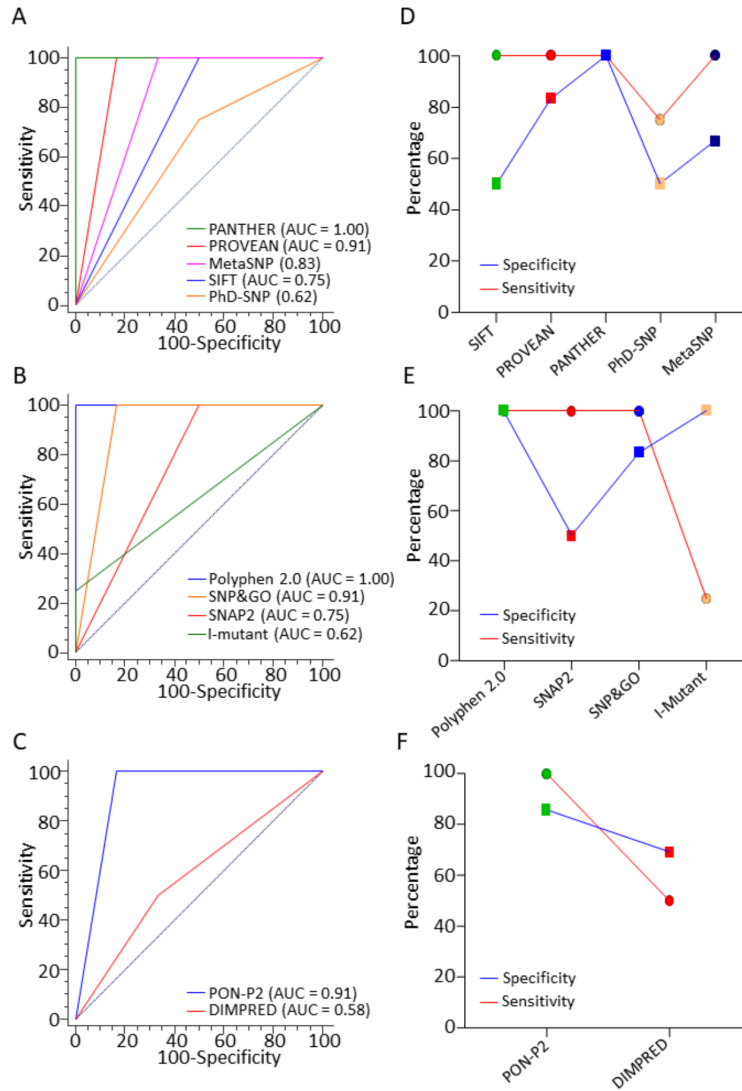 A
Sensitivity
100
80
60
40
20
0
PANTHER (AUC = 1.00)
PROVEAN (AUC = 0.91)
MetaSNP (0.83)
SIFT (AUC = 0.75)
PhD-SNP (0.62)
0 20 40 60 80 100
100-Specificity
D
Percentage
100
80
60
40
20
0
Specificity
Sensitivity
SIFT
PROVEAN
PANTHER
PhD-SNP
MetaSNP
B
Sensitivity
100
80
60
40
20
0
Polyphen 2.0 (AUC = 1.00)
SNP&GO (AUC = 0.91)
SNAP2 (AUC = 0.75)
I-mutant (AUC = 0.62)
0 20 40 60 80 100
100-Specificity
E
Percentage
100
80
60
40
20
0
Specificity
Sensitivity
Polyphen 2.0
SNAP2
SNP&GO
I-Mutant
C
Sensitivity
100
80
60
40
20
0
PON-P2 (AUC = 0.91)
DIMPRED (AUC = 0.58)
0 20 40 60 80 100
100-Specificity
F
Percentage
100
80
60
40
20
0
Specificity
Sensitivity
PON-P2
DIMPRED